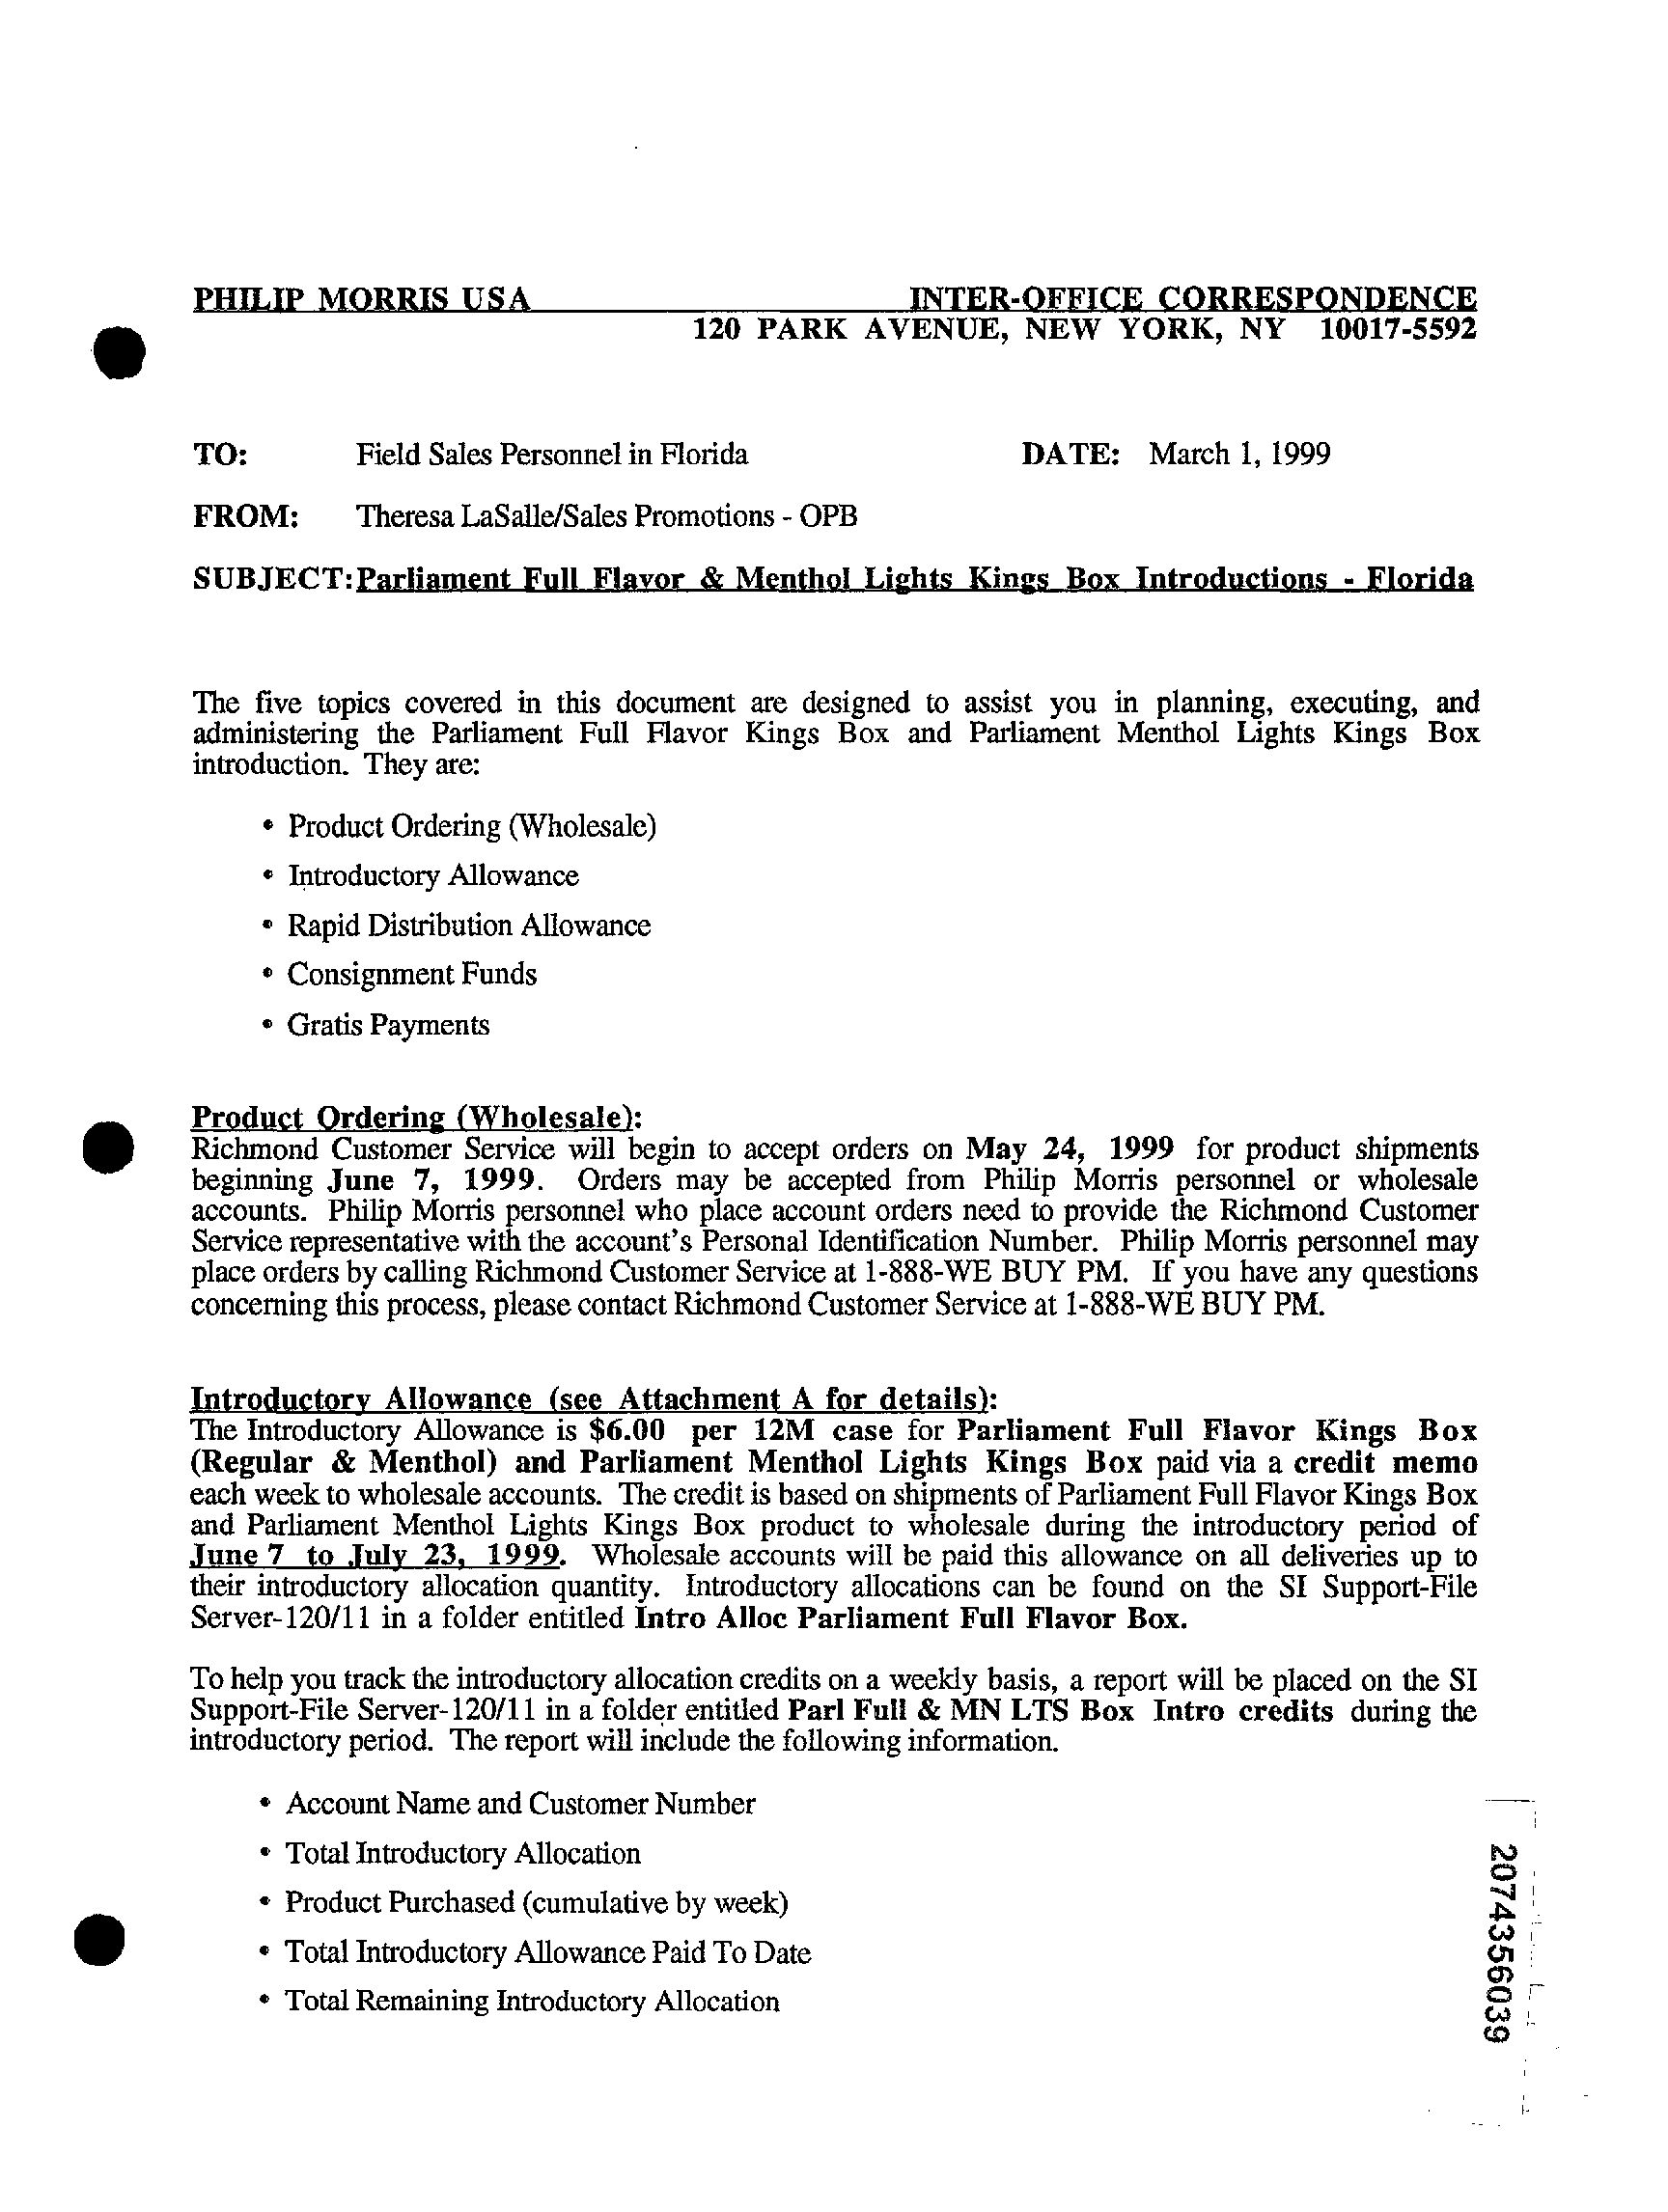 PHILIP MORRIS USA INTER-OFFICE CORRESPONDENCE
120 PARK AVENUE, NEW YORK, NY 10017-5592
TO: Field Sales Personnel in Florida DATE: March 1, 1999
FROM: Theresa LaSalle/Sales Promotions - OPB
SUBJECT: Parliament Full Flavor & Menthol Lights Kings Box Introductions - Florida
The five topics covered in this document are designed to assist you in planning, executing, and
administering the Parliament Full Flavor Kings Box and Parliament Menthol Lights Kings Box
introduction. They are:
• Product Ordering (Wholesale)
• Introductory Allowance
• Rapid Distribution Allowance
• Consignment Funds
• Gratis Payments
Product Ordering (Wholesale):
Richmond Customer Service will begin to accept orders on May 24, 1999 for product shipments
beginning June 7, 1999. Orders may be accepted from Philip Morris personnel or wholesale
accounts. Philip Morris personnel who place account orders need to provide the Richmond Customer
Service representative with the account's Personal Identification Number. Philip Morris personnel may
place orders by calling Richmond Customer Service at 1-888-WE BUY PM. If you have any questions
concerning this process, please contact Richmond Customer Service at 1-888-WE BUY PM.
Introductory Allowance (see Attachment A for details):
The Introductory Allowance is $6.00 per 12M case for Parliament Full Flavor Kings Box
(Regular & Menthol) and Parliament Menthol Lights Kings Box paid via a credit memo
each week to wholesale accounts. The credit is based on shipments of Parliament Full Flavor Kings Box
and Parliament Menthol Lights Kings Box product to wholesale during the introductory period of
June 7 to July 23, 1999. Wholesale accounts will be paid this allowance on all deliveries up to
their introductory allocation quantity. Introductory allocations can be found on the SI Support-File
Server-120/11 in a folder entitled Intro Alloc Parliament Full Flavor Box.
To help you track the introductory allocation credits on a weekly basis, a report will be placed on the SI
Support-File Server-120/11 in a folder entitled Parl Full & MN LTS Box Intro credits during the
introductory period. The report will include the following information.
• Account Name and Customer Number
• Total Introductory Allocation
• Product Purchased (cumulative by week)
• Total Introductory Allowance Paid To Date
• Total Remaining Introductory Allocation
2074356039